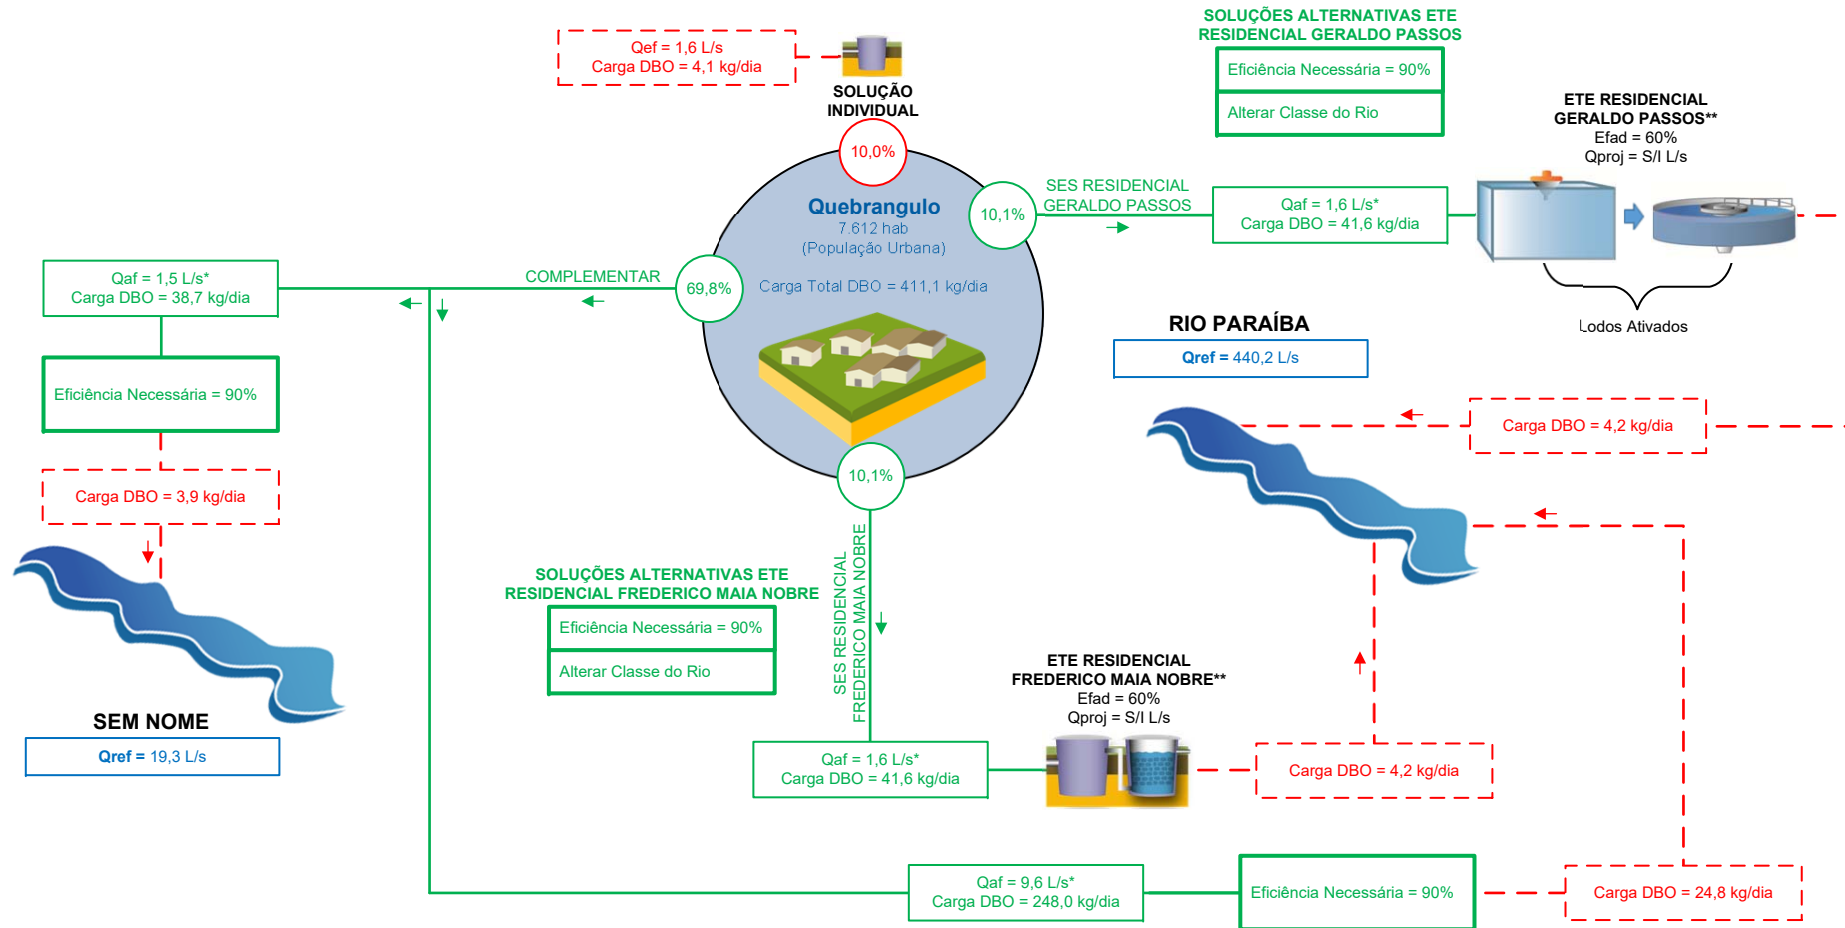 Qef = 1,6 L/s
Carga DBO = 4,1 kg/dia
SOLUÇÃO
INDIVIDUAL
10,0%
SOLUÇÕES ALTERNATIVAS ETE
RESIDENCIAL GERALDO PASSOS
Eficiência Necessária = 90%
Alterar Classe do Rio
ETE RESIDENCIAL
GERALDO PASSOS**
Efad = 60%
Qproj = S/I L/s
Quebrangulo
7.612 hab
(População Urbana)
Carga Total DBO = 411,1 kg/dia
10,1%
SES RESIDENCIAL
GERALDO PASSOS
Qaf = 1,6 L/s*
Carga DBO = 41,6 kg/dia
Lodos Ativados
69,8%
COMPLEMENTAR
Qaf = 1,5 L/s*
Carga DBO = 38,7 kg/dia
Eficiência Necessária = 90%
Carga DBO = 3,9 kg/dia
SEM NOME
Qref = 19,3 L/s
RIO PARAÍBA
Qref = 440,2 L/s
Carga DBO = 4,2 kg/dia
10,1%
SES RESIDENCIAL
FREDERICO MAIA NOBRE
SOLUÇÕES ALTERNATIVAS ETE
RESIDENCIAL FREDERICO MAIA NOBRE
Eficiência Necessária = 90%
Alterar Classe do Rio
ETE RESIDENCIAL
FREDERICO MAIA NOBRE**
Efad = 60%
Qproj = S/I L/s
Qaf = 1,6 L/s*
Carga DBO = 41,6 kg/dia
Carga DBO = 4,2 kg/dia
Qaf = 9,6 L/s*
Carga DBO = 248,0 kg/dia
Eficiência Necessária = 90%
Carga DBO = 24,8 kg/dia